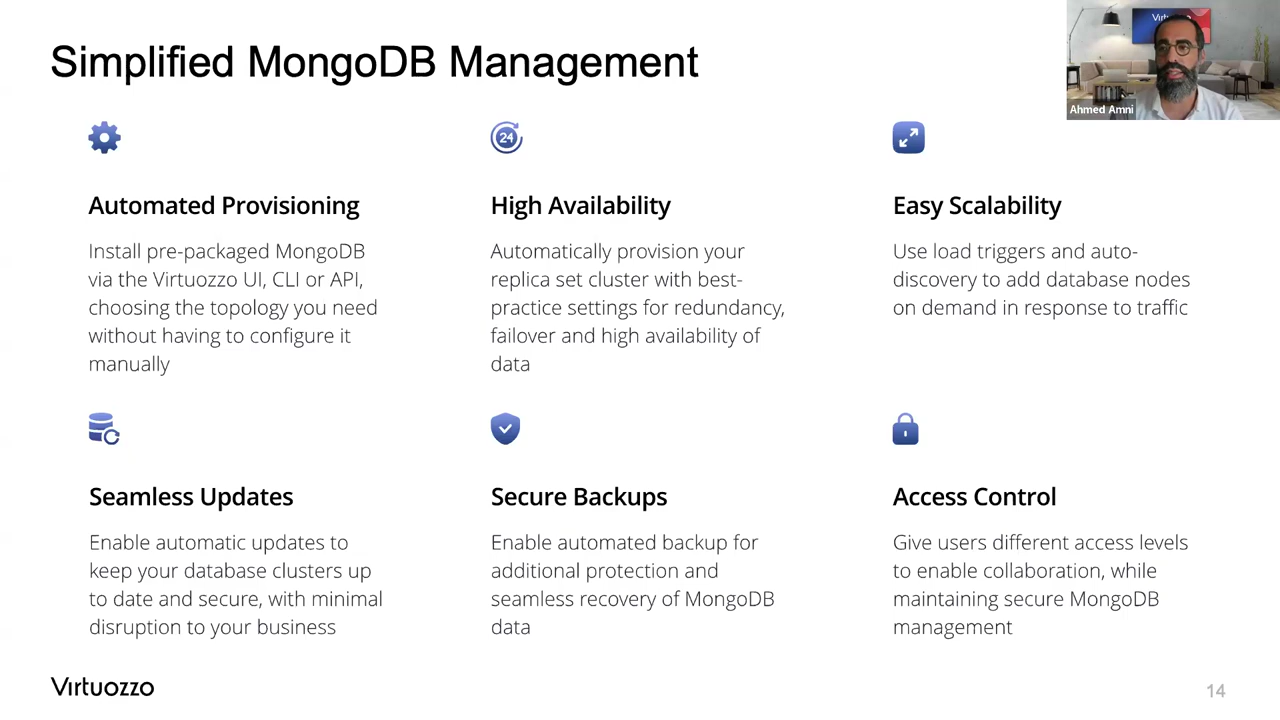 Simplified MongoDB Management
Ahmed Amni
24
Automated Provisioning
Install pre-packaged MongoDB
via the Virtuozzo UI, CLI or API,
choosing the topology you need
without having to configure it
manually
High Availability
Automatically provision your
replica set cluster with best-
practice settings for redundancy,
failover and high availability of
data
Easy Scalability
Use load triggers and auto-
discovery to add database nodes
on demand in response to traffic
Seamless Updates
Enable automatic updates to
keep your database clusters up
to date and secure, with minimal
disruption to your business
Secure Backups
Enable automated backup for
additional protection and
seamless recovery of MongoDB
data
Access Control
Give users different access levels
to enable collaboration, while
maintaining secure MongoDB
management
Virtuozzo
14